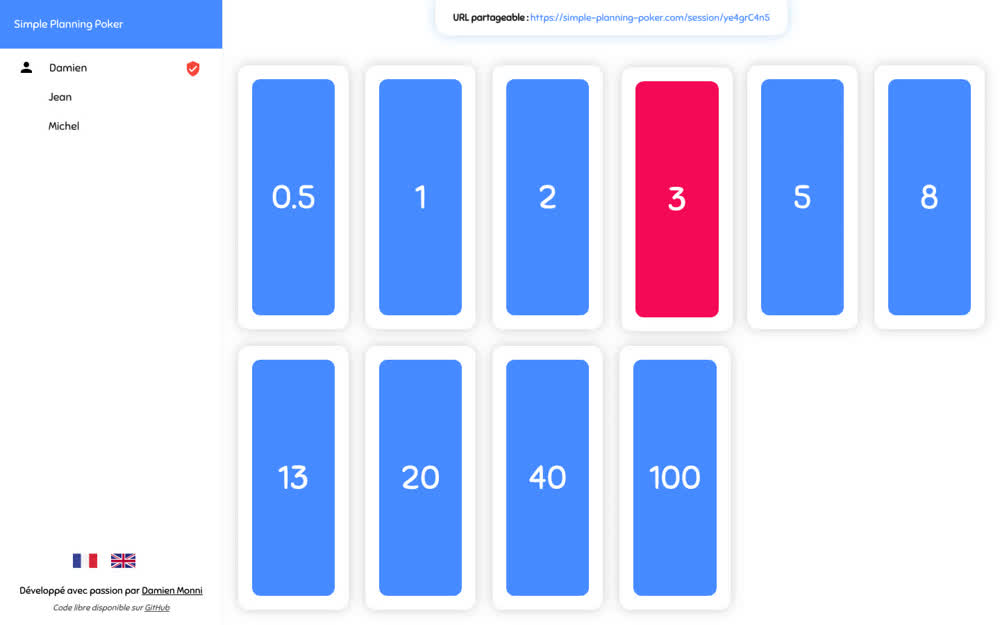 Simple Planning Poker
URL partageable : https://simple-planning-poker.com/session/ye4grC4n5
Damien
Jean
Michel
0.5
1
2
3
5
8
13
20
40
100
Développé avec passion par Damien Monni
Code libre disponible sur GitHub